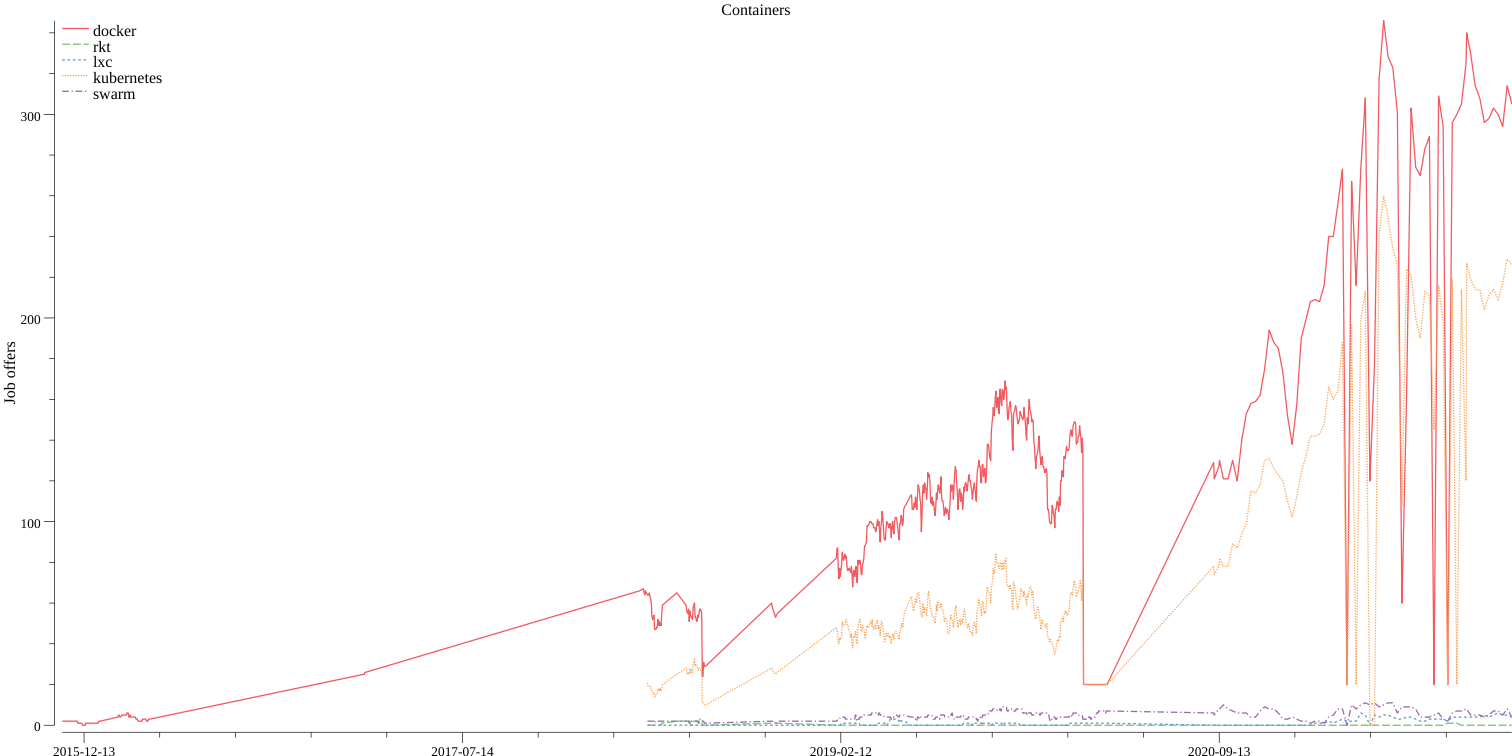 Containers
docker
rkt
lxc
kubernetes
swarm
Job offers
300
200
100
0
2015-12-13 2017-07-14 2019-02-12 2020-09-13